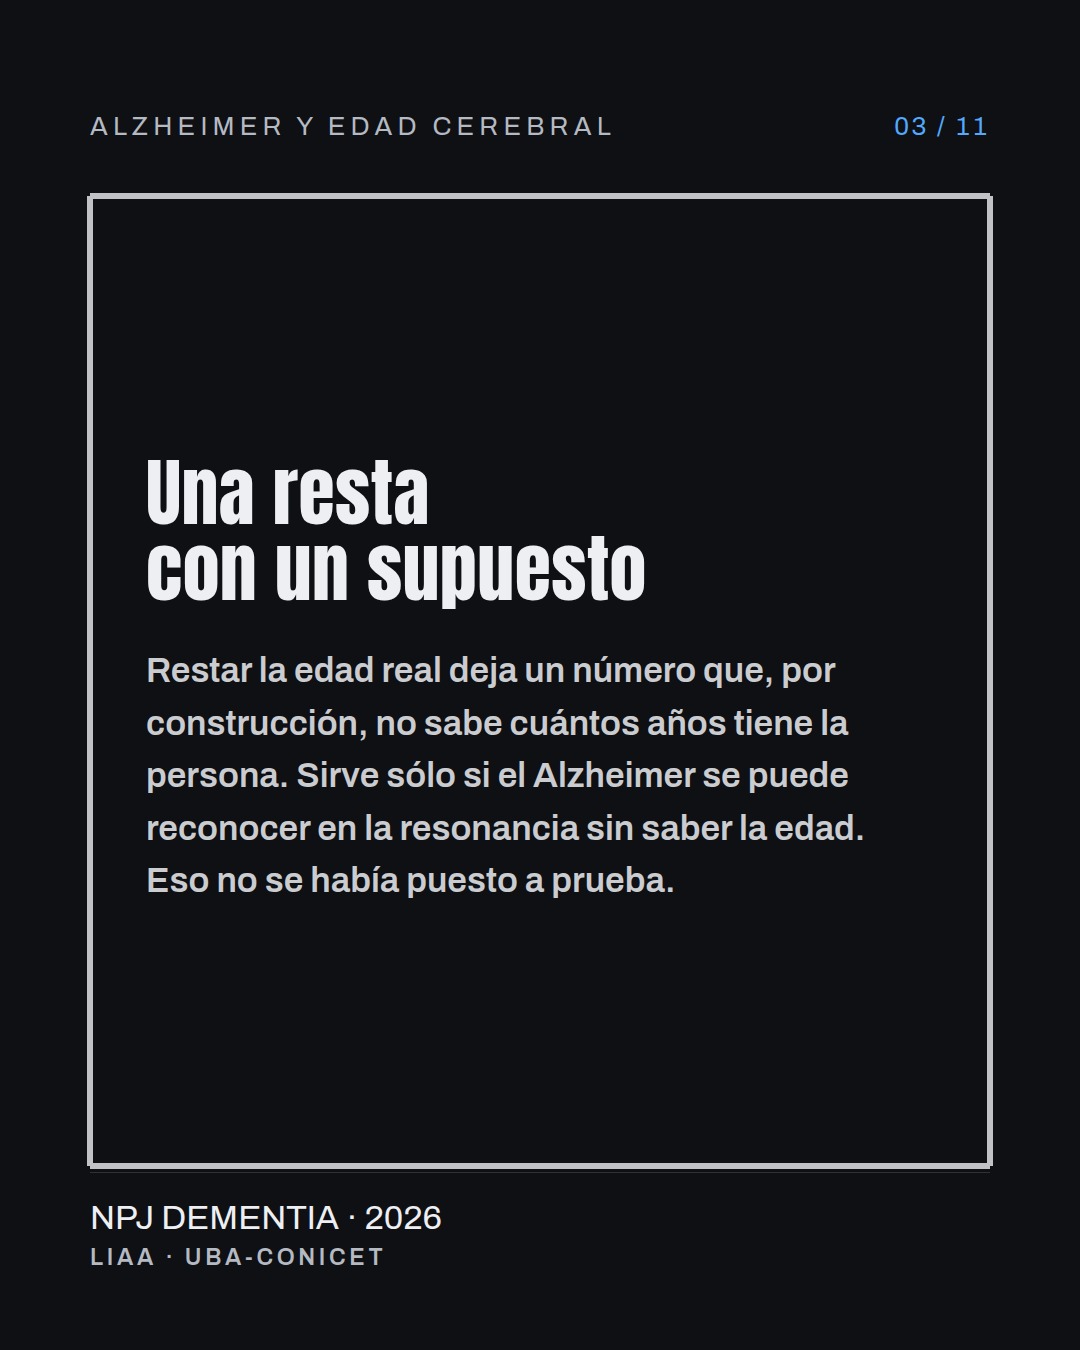 ALZHEIMER Y EDAD CEREBRAL
03 / 11
Una resta
con un supuesto
Restar la edad real deja un número que, por
construcción, no sabe cuántos años tiene la
persona. Sirve sólo si el Alzheimer se puede
reconocer en la resonancia sin saber la edad.
Eso no se había puesto a prueba.
NPJ DEMENTIA · 2026
LIAA · UBA-CONICET